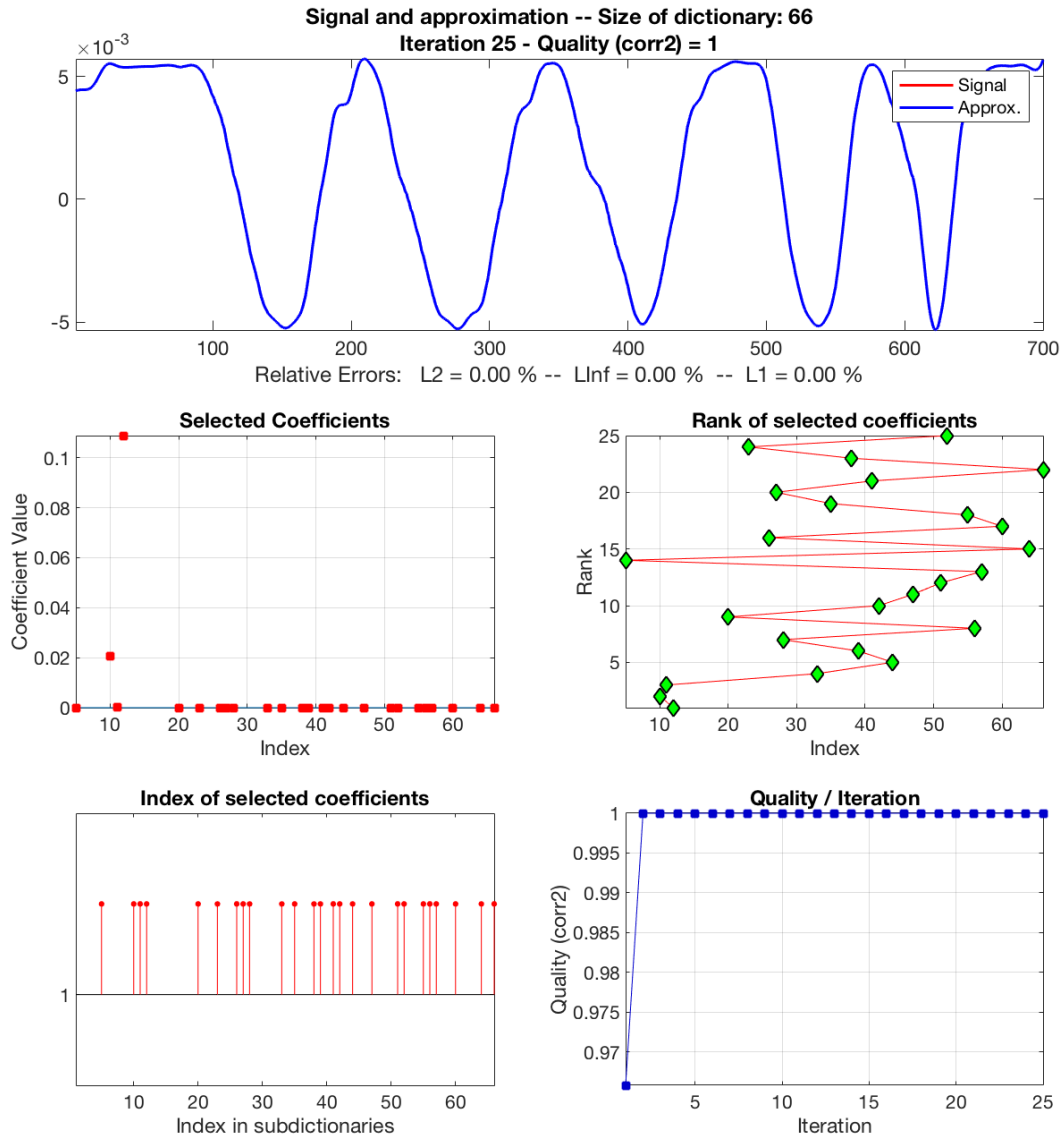 Signal and approximation -- Size of dictionary: 66
Iteration 25 - Quality (corr2) = 1
×10⁻³
5
0
-5
Signal
Approx.
100 200 300 400 500 600 700
Relative Errors: L2 = 0.00 % -- LInf = 0.00 % -- L1 = 0.00 %
Selected Coefficients
0.1
0.08
0.06
0.04
0.02
0
Coefficient Value
10 20 30 40 50 60
Index
Rank of selected coefficients
25
20
15
10
5
Rank
10 20 30 40 50 60
Index
Index of selected coefficients
1
10 20 30 40 50 60
Index in subdictionaries
Quality / Iteration
1
0.995
0.99
0.985
0.98
0.975
0.97
Quality (corr2)
5 10 15 20 25
Iteration